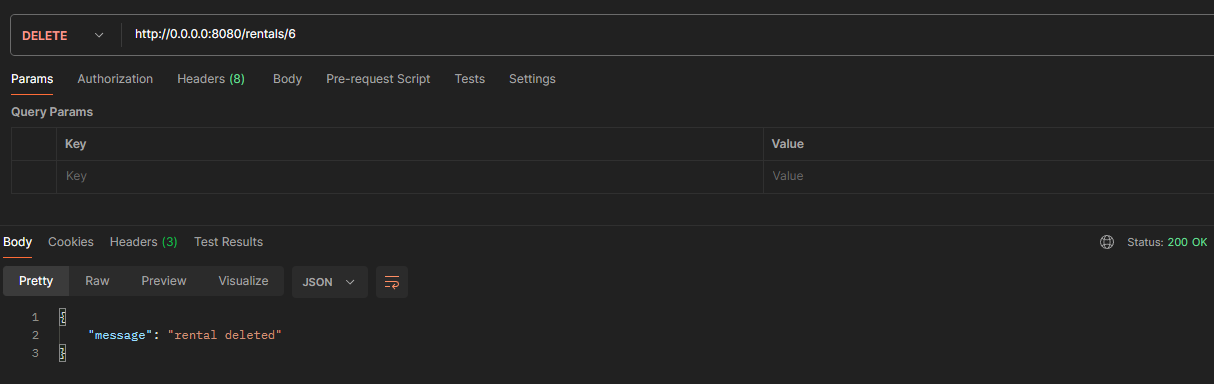 DELETE http://0.0.0.0:8080/rentals/6
Params Authorization Headers (8) Body Pre-request Script Tests Settings
Query Params
Key Value
Key Value
Body Cookies Headers (3) Test Results Status: 200 OK
Pretty Raw Preview Visualize JSON
1 {
2 "message": "rental deleted"
3 }